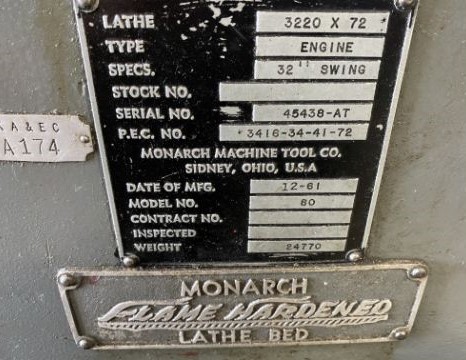 LATHE 3220 X 72
TYPE ENGINE
SPECS. 32" SWING
STOCK NO.
SERIAL NO. 45438-AT
P.E.C. NO. *3416-34-41-72
MONARCH MACHINE TOOL CO.
SIDNEY, OHIO, U.S.A
DATE OF MFG. 12-61
MODEL NO. 80
CONTRACT NO.
INSPECTED
WEIGHT 24770
A & E C
A174
MONARCH
FLAME HARDENED
LATHE BED